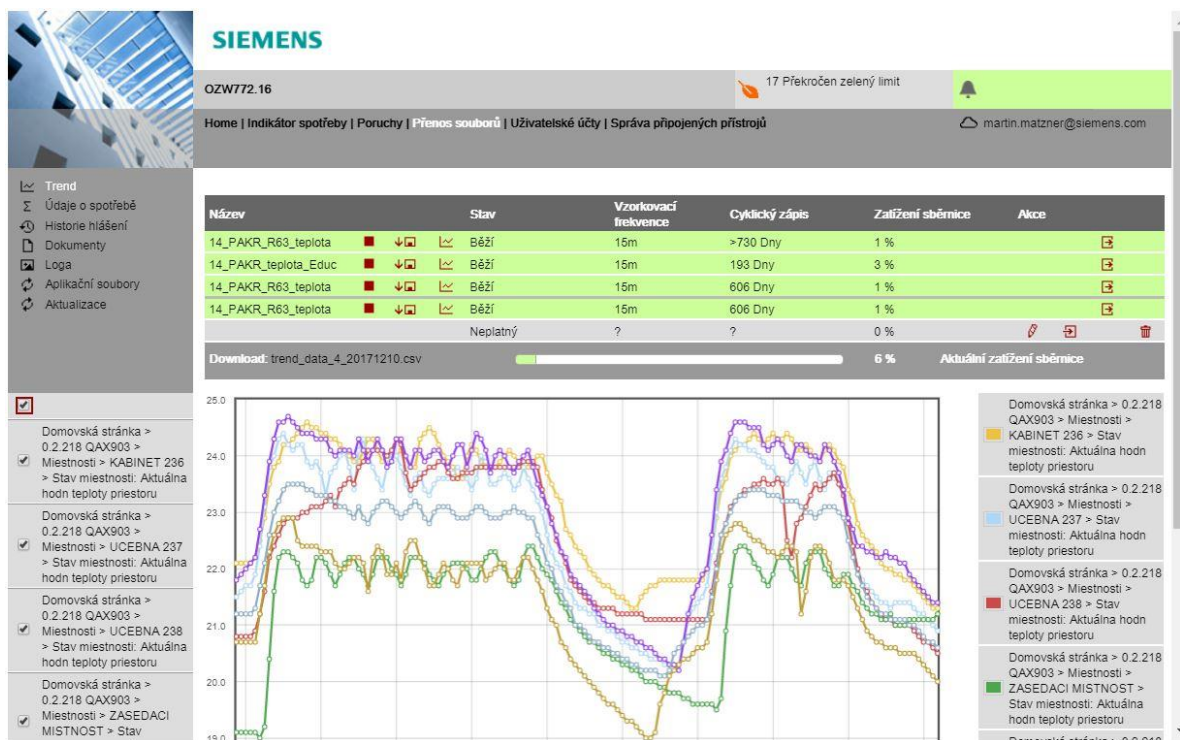 SIEMENS
OZW772.16
17 Překročen zelený limit
Home | Indikátor spotřeby | Poruchy | Přenos souborů | Uživatelské účty | Správa připojených přístrojů
martin.matzner@siemens.com
Trend
Údaje o spotřebě
Historie hlášení
Dokumenty
Loga
Aplikační soubory
Aktualizace
Název Stav Vzorkovací frekvence Cyklický zápis Zatížení sběrnice Akce
14_PAKR_R63_teplota Běží 15m >730 Dny 1 %
14_PAKR_teplota_Educ Běží 15m 193 Dny 3 %
14_PAKR_R63_teplota Běží 15m 606 Dny 1 %
14_PAKR_R63_teplota Běží 15m 606 Dny 1 %
Neplatný ? ? 0 %
Download: trend_data_4_20171210.csv 6 % Aktuální zatížení sběrnice
Domovská stránka >
0.2.218 QAX903 >
Miestnosti > KABINET 236
> Stav miestnosti: Aktuálna
hodn teploty priestoru
Domovská stránka >
0.2.218 QAX903 >
Miestnosti > UCEBNA 237
> Stav miestnosti: Aktuálna
hodn teploty priestoru
Domovská stránka >
0.2.218 QAX903 >
Miestnosti > UCEBNA 238
> Stav miestnosti: Aktuálna
hodn teploty priestoru
Domovská stránka >
0.2.218 QAX903 >
Miestnosti > ZASEDACI
MISTNOST > Stav
25.0
24.0
23.0
22.0
21.0
20.0
19.0
Domovská stránka > 0.2.218
QAX903 > Miestnosti >
KABINET 236 > Stav
miestnosti: Aktuálna hodn
teploty priestoru
Domovská stránka > 0.2.218
QAX903 > Miestnosti >
UCEBNA 237 > Stav
miestnosti: Aktuálna hodn
teploty priestoru
Domovská stránka > 0.2.218
QAX903 > Miestnosti >
UCEBNA 238 > Stav
miestnosti: Aktuálna hodn
teploty priestoru
Domovská stránka > 0.2.218
QAX903 > Miestnosti >
ZASEDACI MISTNOST >
Stav miestnosti: Aktuálna
hodn teploty priestoru